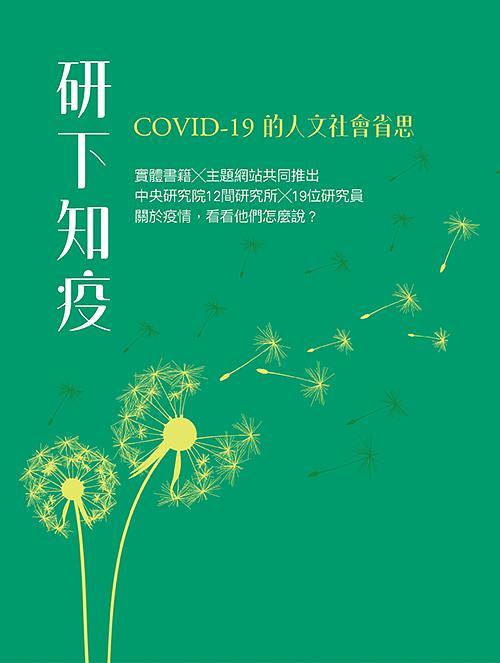 研下知疫
COVID-19 的人文社會省思
實體書籍╳主題網站共同推出
中央研究院12間研究所╳19位研究員
關於疫情，看看他們怎麼說？